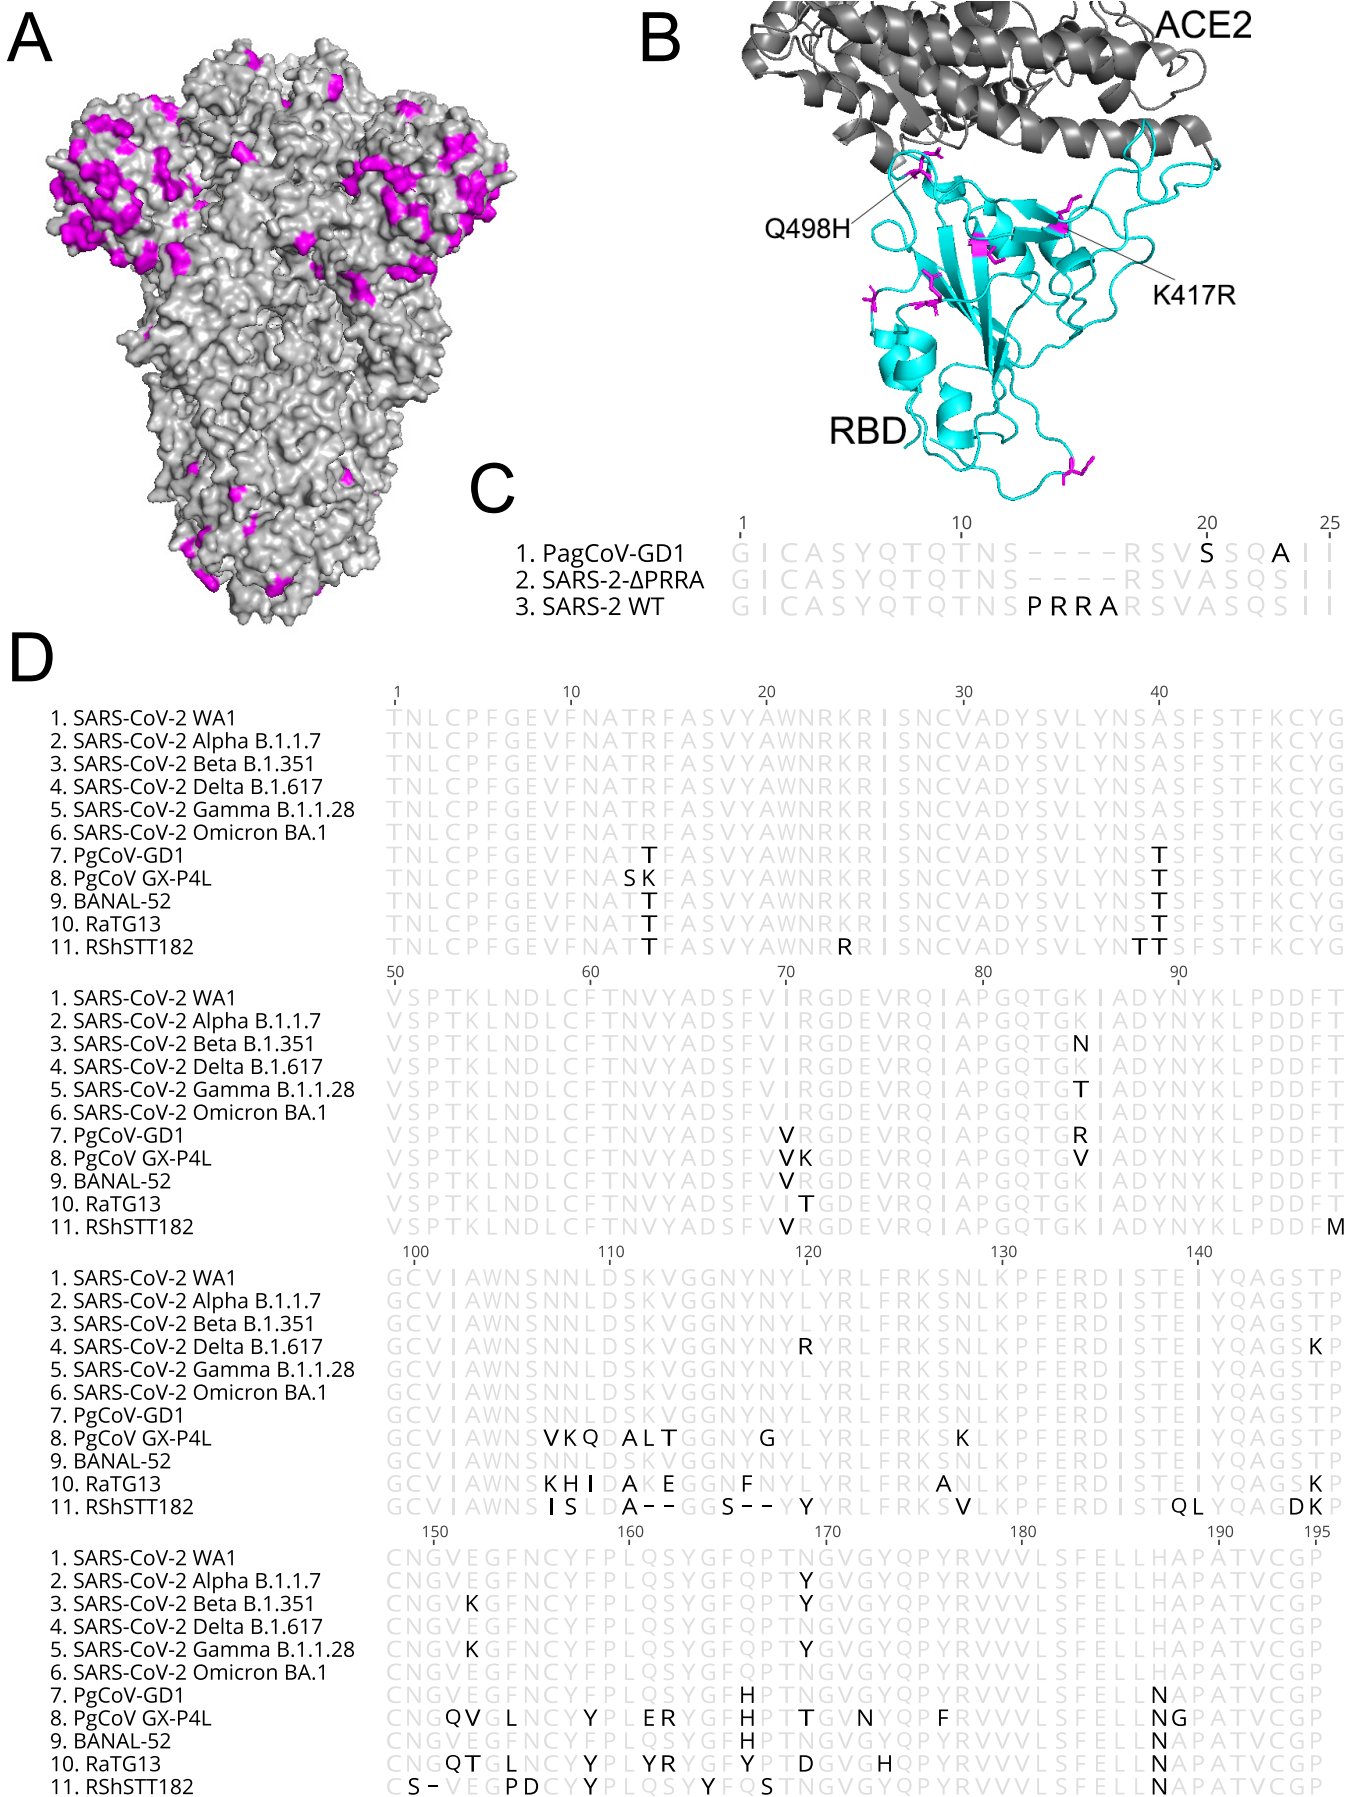 A
B
ACE2
Q498H
K417R
RBD
C
1 10 20 25
1. PagCoV-GD1 GICASYQTQTNS----RSVSSQAII
2. SARS-2-ΔPRRA GICASYQTQTNS----RSVASQSII
3. SARS-2 WT GICASYQTQTNSPRRARSVASQSII
D
1 10 20 30 40
1. SARS-CoV-2 WA1 TNLCPFGEVFNATRFASVYAWNRKRISNCVADYSVLYNSASFSTFKCYG
2. SARS-CoV-2 Alpha B.1.1.7 TNLCPFGEVFNATRFASVYAWNRKRISNCVADYSVLYNSASFSTFKCYG
3. SARS-CoV-2 Beta B.1.351 TNLCPFGEVFNATRFASVYAWNRKRISNCVADYSVLYNSASFSTFKCYG
4. SARS-CoV-2 Delta B.1.617 TNLCPFGEVFNATRFASVYAWNRKRISNCVADYSVLYNSASFSTFKCYG
5. SARS-CoV-2 Gamma B.1.1.28 TNLCPFGEVFNATRFASVYAWNRKRISNCVADYSVLYNSASFSTFKCYG
6. SARS-CoV-2 Omicron BA.1 TNLCPFGEVFNATRFASVYAWNRKRISNCVADYSVLYNSASFSTFKCYG
7. PgCoV-GD1 TNLCPFGEVFNATTFASVYAWNRKRISNCVADYSVLYNSTSFSTFKCYG
8. PgCoV GX-P4L TNLCPFGEVFNASKFASVYAWNRKRISNCVADYSVLYNSTSFSTFKCYG
9. BANAL-52 TNLCPFGEVFNATTFASVYAWNRKRISNCVADYSVLYNSTSFSTFKCYG
10. RaTG13 TNLCPFGEVFNATTFASVYAWNRKRISNCVADYSVLYNSTSFSTFKCYG
11. RShSTT182 TNLCPFGEVFNATTFASVYAWNRRRISNCVADYSVLYNTTSFSTFKCYG
50 60 70 80 90
1. SARS-CoV-2 WA1 VSPTKLNDLCFTNVYADSFVIRGDEVRQIAPGQTGKIADYNYKLPDDFT
2. SARS-CoV-2 Alpha B.1.1.7 VSPTKLNDLCFTNVYADSFVIRGDEVRQIAPGQTGKIADYNYKLPDDFT
3. SARS-CoV-2 Beta B.1.351 VSPTKLNDLCFTNVYADSFVIRGDEVRQIAPGQTGNIADYNYKLPDDFT
4. SARS-CoV-2 Delta B.1.617 VSPTKLNDLCFTNVYADSFVIRGDEVRQIAPGQTGKIADYNYKLPDDFT
5. SARS-CoV-2 Gamma B.1.1.28 VSPTKLNDLCFTNVYADSFVIRGDEVRQIAPGQTGTIADYNYKLPDDFT
6. SARS-CoV-2 Omicron BA.1 VSPTKLNDLCFTNVYADSFVIRGDEVRQIAPGQTGKIADYNYKLPDDFT
7. PgCoV-GD1 VSPTKLNDLCFTNVYADSFVVRGDEVRQIAPGQTGRIADYNYKLPDDFT
8. PgCoV GX-P4L VSPTKLNDLCFTNVYADSFVVKGDEVRQIAPGQTGVIADYNYKLPDDFT
9. BANAL-52 VSPTKLNDLCFTNVYADSFVVRGDEVRQIAPGQTGKIADYNYKLPDDFT
10. RaTG13 VSPTKLNDLCFTNVYADSFVITGDEVRQIAPGQTGKIADYNYKLPDDFT
11. RShSTT182 VSPTKLNDLCFTNVYADSFVVRGDEVRQIAPGQTGKIADYNYKLPDDFM
100 110 120 130 140
1. SARS-CoV-2 WA1 GCVIAWNSNNLDSKVGGNYNYLYRLFRKSNLKPFERDISTEIYQAGSTP
2. SARS-CoV-2 Alpha B.1.1.7 GCVIAWNSNNLDSKVGGNYNYLYRLFRKSNLKPFERDISTEIYQAGSTP
3. SARS-CoV-2 Beta B.1.351 GCVIAWNSNNLDSKVGGNYNYLYRLFRKSNLKPFERDISTEIYQAGSTP
4. SARS-CoV-2 Delta B.1.617 GCVIAWNSNNLDSKVGGNYNYRYRLFRKSNLKPFERDISTEIYQAGSKP
5. SARS-CoV-2 Gamma B.1.1.28 GCVIAWNSNNLDSKVGGNYNYLYRLFRKSNLKPFERDISTEIYQAGSTP
6. SARS-CoV-2 Omicron BA.1 GCVIAWNSNNLDSKVGGNYNYLYRLFRKSNLKPFERDISTEIYQAGSTP
7. PgCoV-GD1 GCVIAWNSNNLDSKVGGNYNYLYRLFRKSNLKPFERDISTEIYQAGSTP
8. PgCoV GX-P4L GCVIAWNSVKQDALTGGNYGYLYRLFRKSKLKPFERDISTEIYQAGSTP
9. BANAL-52 GCVIAWNSNNLDSKVGGNYNYLYRLFRKSNLKPFERDISTEIYQAGSTP
10. RaTG13 GCVIAWNSKHIDAKEGGNFNYLYRLFRKANLKPFERDISTEIYQAGSKP
11. RShSTT182 GCVIAWNSISLDA--GGS--YYYRLFRKSVLKPFERDISTQLYQAGDKP
150 160 170 180 190 195
1. SARS-CoV-2 WA1 CNGVEGFNCYFPLQSYGFQPTNGVGYQPYRVVVLSFELLHAPATVCGP
2. SARS-CoV-2 Alpha B.1.1.7 CNGVEGFNCYFPLQSYGFQPTYGVGYQPYRVVVLSFELLHAPATVCGP
3. SARS-CoV-2 Beta B.1.351 CNGVKGFNCYFPLQSYGFQPTYGVGYQPYRVVVLSFELLHAPATVCGP
4. SARS-CoV-2 Delta B.1.617 CNGVEGFNCYFPLQSYGFQPTNGVGYQPYRVVVLSFELLHAPATVCGP
5. SARS-CoV-2 Gamma B.1.1.28 CNGVKGFNCYFPLQSYGFQPTYGVGYQPYRVVVLSFELLHAPATVCGP
6. SARS-CoV-2 Omicron BA.1 CNGVEGFNCYFPLQSYGFQPTNGVGYQPYRVVVLSFELLHAPATVCGP
7. PgCoV-GD1 CNGVEGFNCYFPLQSYGFHPTNGVGYQPYRVVVLSFELLNAPATVCGP
8. PgCoV GX-P4L CNGQVGLNCYYPLERYGFHPTTGVNYQPFRVVVLSFELLNGPATVCGP
9. BANAL-52 CNGVEGFNCYFPLQSYGFHPTNGVGYQPYRVVVLSFELLNAPATVCGP
10. RaTG13 CNGQTGLNCYYPLYRYGFYPTDGVGHQPYRVVVLSFELLNAPATVCGP
11. RShSTT182 CS-VEGPDCYYPLQSYYFQSTNGVGYQPYRVVVLSFELLNAPATVCGP